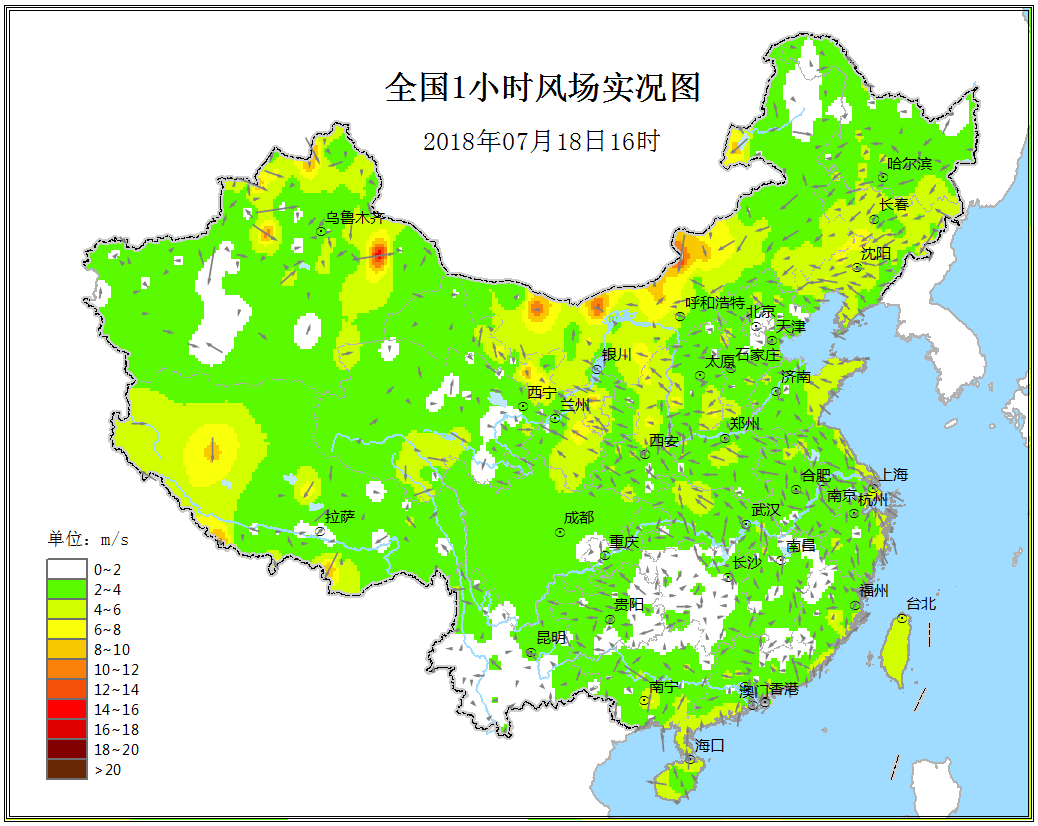 全国1小时风场实况图
2018年07月18日16时
哈尔滨
长春
乌鲁木齐
沈阳
呼和浩特
北京
天津
银川
太原
石家庄
济南
西宁
兰州
郑州
西安
合肥
上海
南京
杭州
拉萨
成都
武汉
重庆
南昌
长沙
贵阳
福州
台北
昆明
南宁
澳门
香港
海口
单位：m/s
0~2
2~4
4~6
6~8
8~10
10~12
12~14
14~16
16~18
18~20
>20